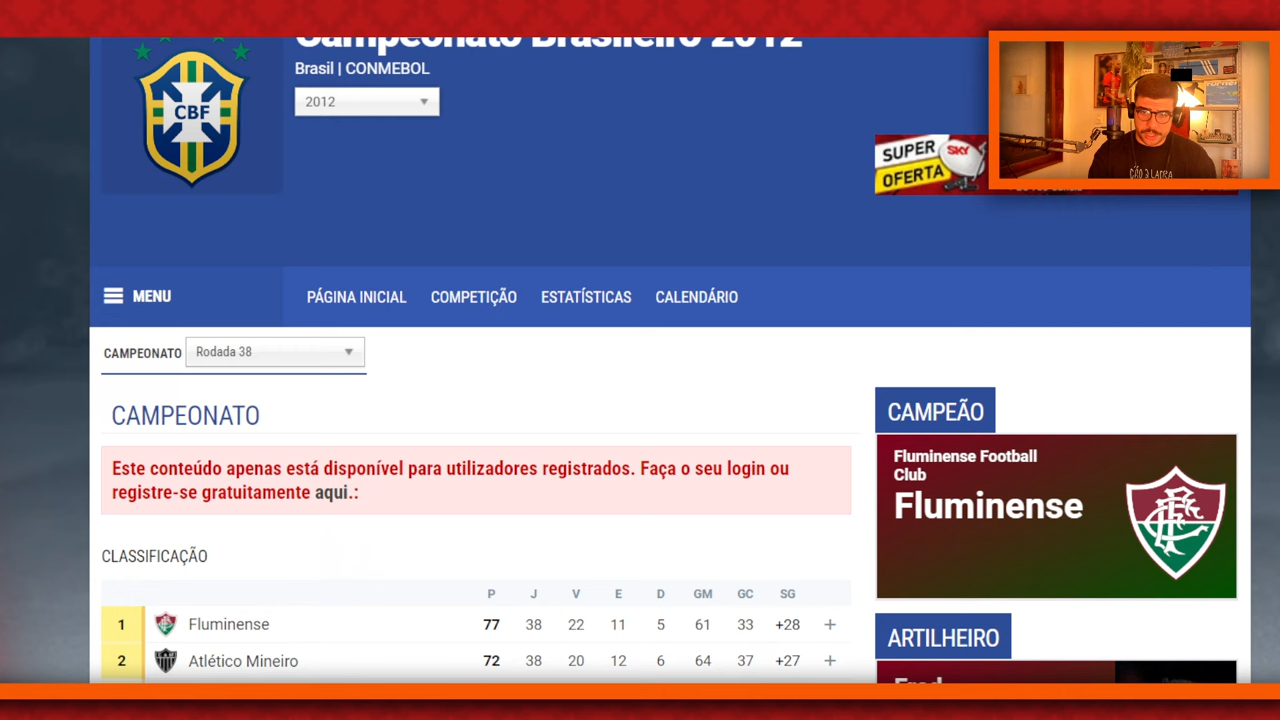 Campeonato Brasileiro 2012
Brasil | CONMEBOL
2012
CBF
SUPER
OFERTA
SKY
MENU
PÁGINA INICIAL
COMPETIÇÃO
ESTATÍSTICAS
CALENDÁRIO
CAMPEONATO
Rodada 38
CAMPEONATO
Este conteúdo apenas está disponível para utilizadores registrados. Faça o seu login ou
registre-se gratuitamente aqui.:
CLASSIFICAÇÃO
P J V E D GM GC SG
1 Fluminense 77 38 22 11 5 61 33 +28 +
2 Atlético Mineiro 72 38 20 12 6 64 37 +27 +
CAMPEÃO
Fluminense Football
Club
Fluminense
ARTILHEIRO
Fred